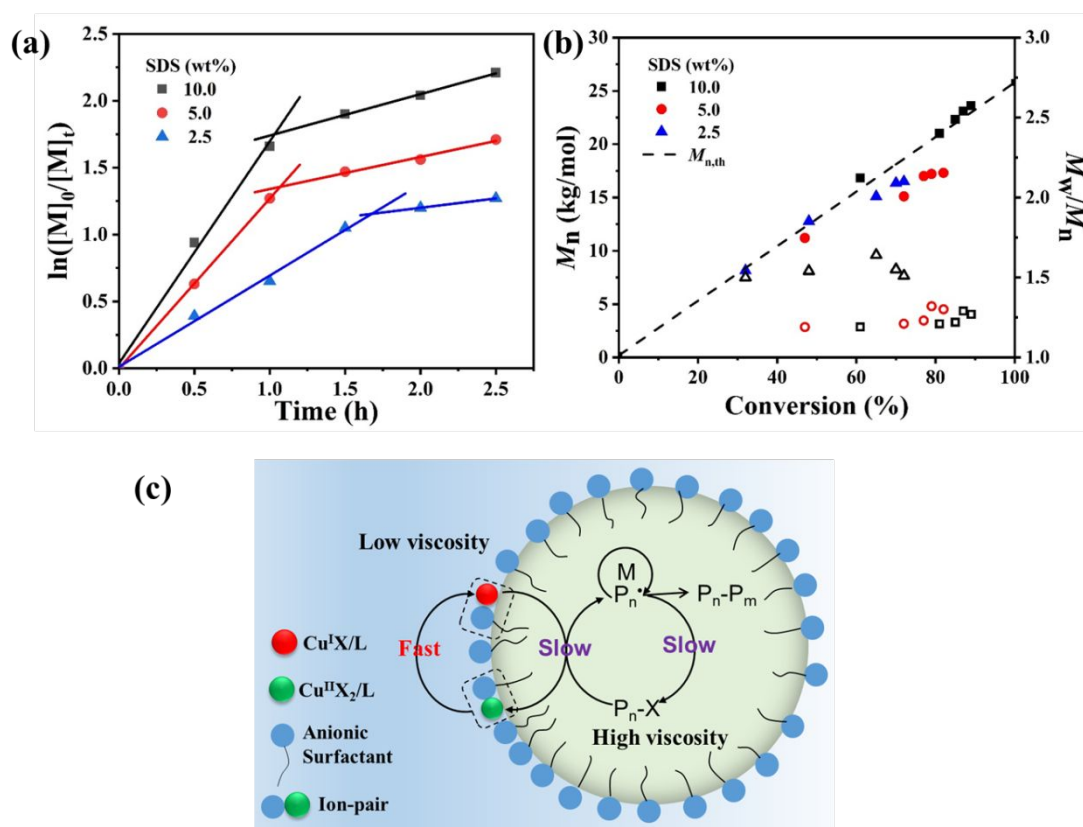 (a)
2.5
2.0
1.5
1.0
0.5
0.0
ln([M]₀/[M]ₜ)
SDS (wt%)
10.0
5.0
2.5
0.0 0.5 1.0 1.5 2.0 2.5
Time (h)
(b)
30
25
20
15
10
5
0
Mn (kg/mol)
SDS (wt%)
10.0
5.0
2.5
Mn,th
0 20 40 60 80 100
Conversion (%)
3.0
2.5
2.0
1.5
1.0
Mw/Mn
(c)
Low viscosity
M
Pn• Pn-Pm
Fast Slow Slow
Pn-X
High viscosity
CuᴵX/L
CuᴵᴵX₂/L
Anionic
Surfactant
Ion-pair